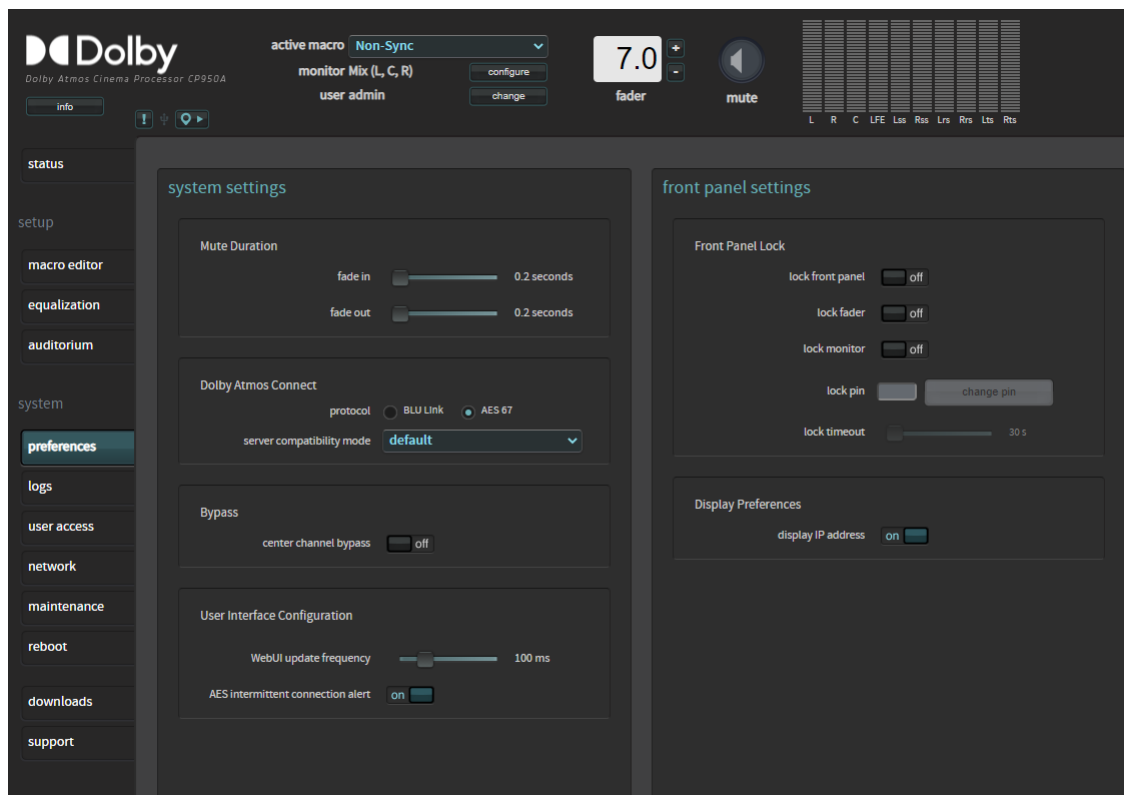 Dolby
Dolby Atmos Cinema Processor CP950A
info
active macro Non-Sync
monitor Mix (L, C, R) configure
user admin change
7.0 + -
fader
mute
L R C LFE Lss Rss Lrs Rrs Lts Rts
status
setup
macro editor
equalization
auditorium
system
preferences
logs
user access
network
maintenance
reboot
downloads
support
system settings
Mute Duration
fade in 0.2 seconds
fade out 0.2 seconds
Dolby Atmos Connect
protocol BLU Link AES 67
server compatibility mode default
Bypass
center channel bypass off
User Interface Configuration
WebUI update frequency 100 ms
AES intermittent connection alert on
front panel settings
Front Panel Lock
lock front panel off
lock fader off
lock monitor off
lock pin change pin
lock timeout 30 s
Display Preferences
display IP address on